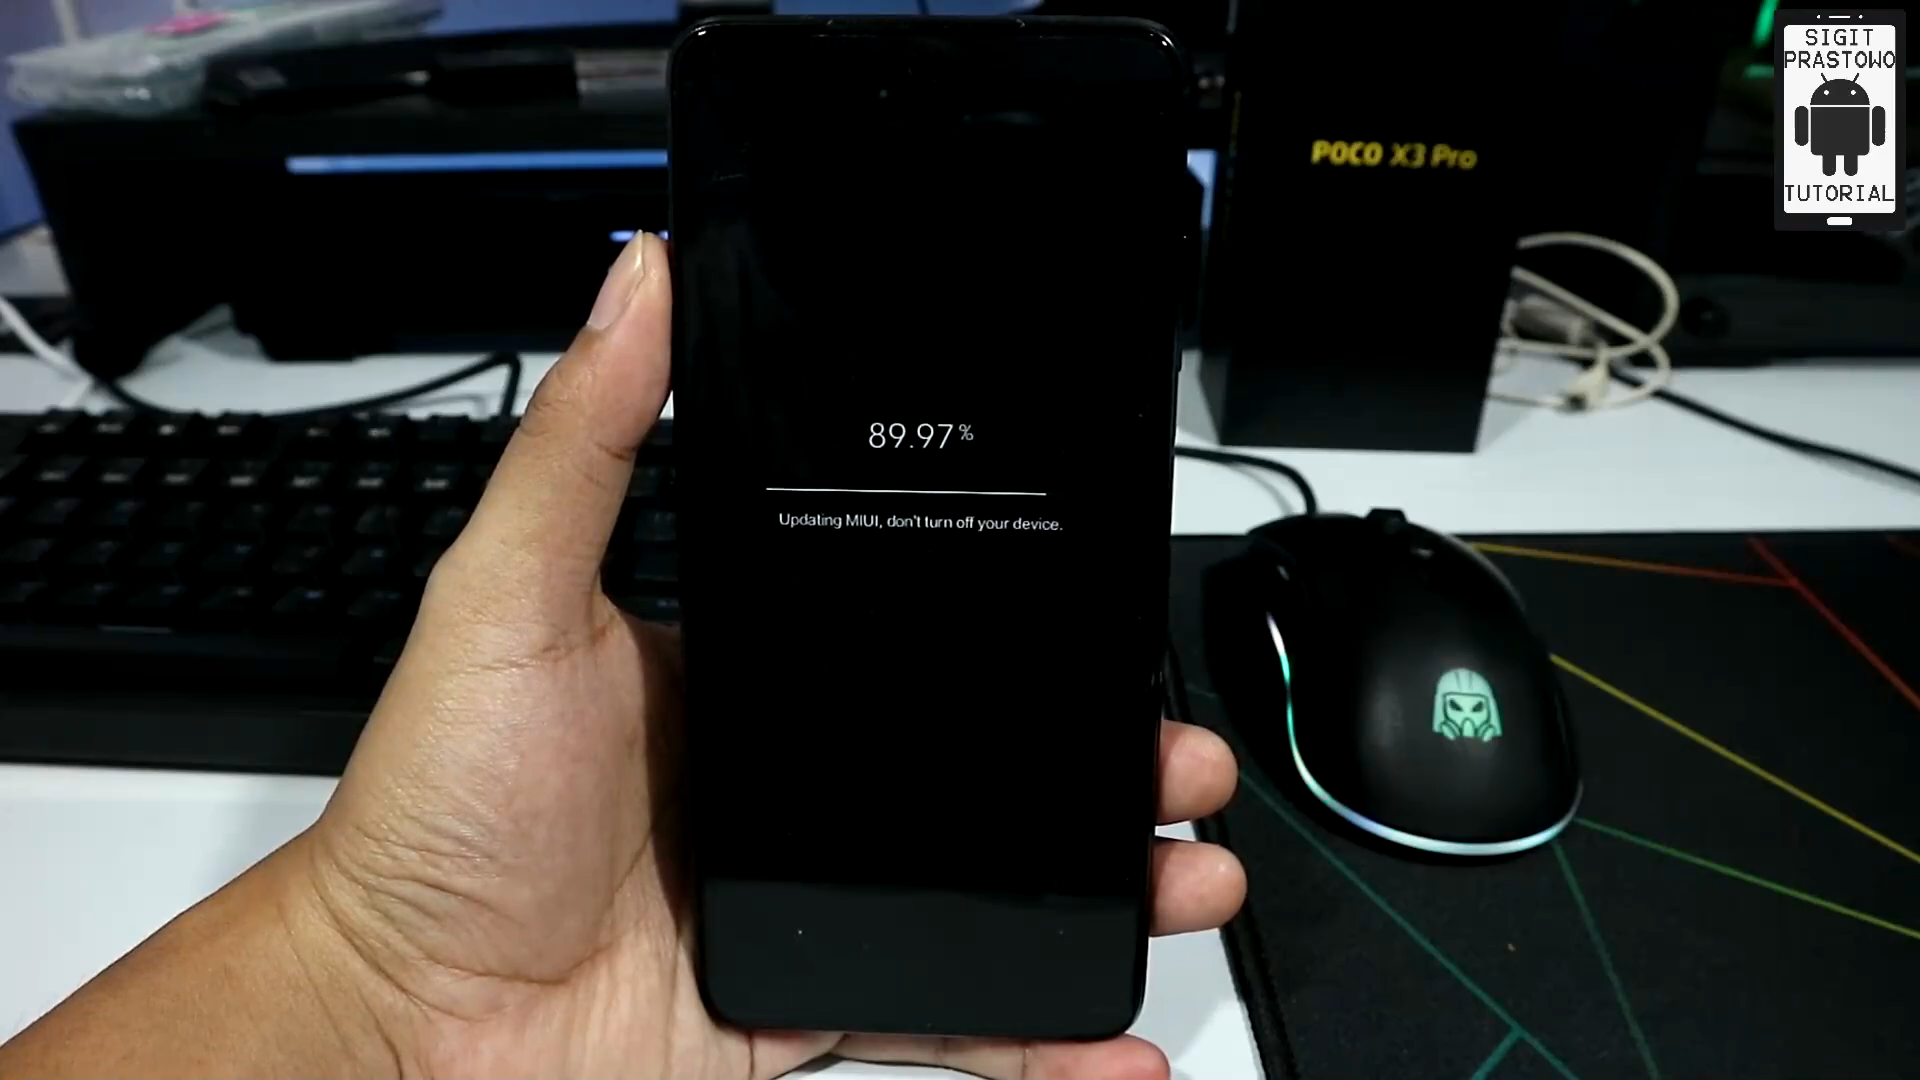 SIGIT
PRASTOWO
TUTORIAL
POCO X3 Pro
89.97%
Updating MIUI, don't turn off your device.